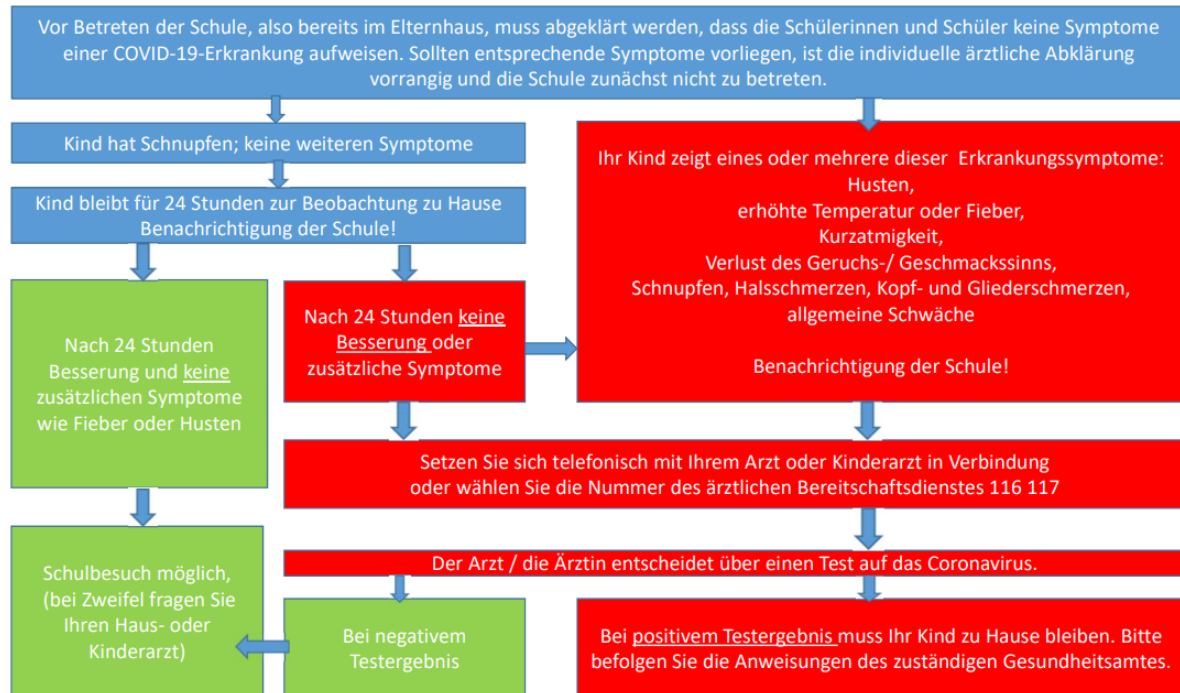 Vor Betreten der Schule, also bereits im Elternhaus, muss abgeklärt werden, dass die Schülerinnen und Schüler keine Symptome
einer COVID-19-Erkrankung aufweisen. Sollten entsprechende Symptome vorliegen, ist die individuelle ärztliche Abklärung
vorrangig und die Schule zunächst nicht zu betreten.
Kind hat Schnupfen; keine weiteren Symptome
Kind bleibt für 24 Stunden zur Beobachtung zu Hause
Benachrichtigung der Schule!
Ihr Kind zeigt eines oder mehrere dieser Erkrankungssymptome:
Husten,
erhöhte Temperatur oder Fieber,
Kurzatmigkeit,
Verlust des Geruchs-/ Geschmackssinns,
Schnupfen, Halsschmerzen, Kopf- und Gliederschmerzen,
allgemeine Schwäche
Benachrichtigung der Schule!
Nach 24 Stunden
Besserung und keine
zusätzlichen Symptome
wie Fieber oder Husten
Nach 24 Stunden keine
Besserung oder
zusätzliche Symptome
Setzen Sie sich telefonisch mit Ihrem Arzt oder Kinderarzt in Verbindung
oder wählen Sie die Nummer des ärztlichen Bereitschaftsdienstes 116 117
Der Arzt / die Ärztin entscheidet über einen Test auf das Coronavirus.
Schulbesuch möglich,
(bei Zweifel fragen Sie
Ihren Haus- oder
Kinderarzt)
Bei negativem
Testergebnis
Bei positivem Testergebnis muss Ihr Kind zu Hause bleiben. Bitte
befolgen Sie die Anweisungen des zuständigen Gesundheitsamtes.